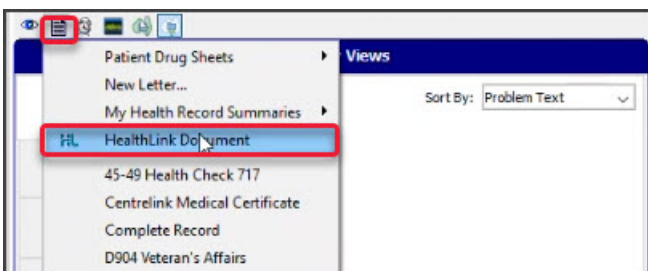 Patient Drug Sheets
Views
New Letter...
Sort By: Problem Text
My Health Record Summaries
HL HealthLink Document
45-49 Health Check 717
Centrelink Medical Certificate
Complete Record
D904 Veteran's Affairs